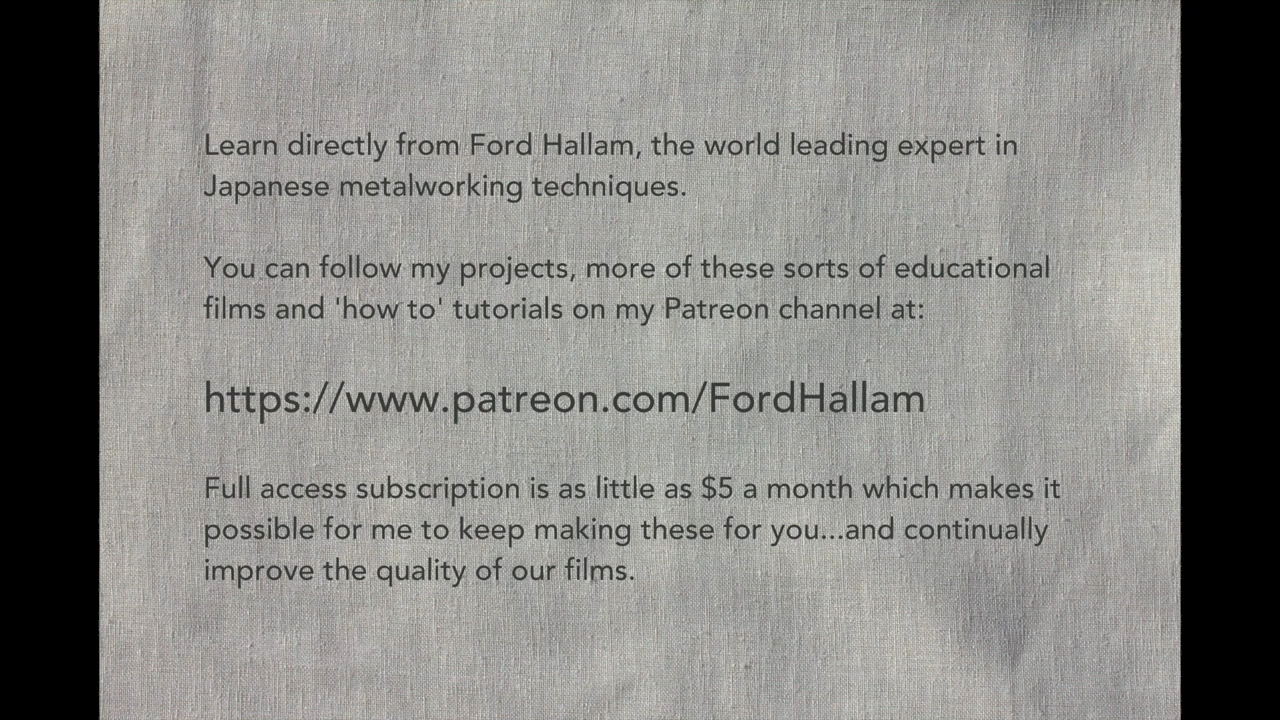 Learn directly from Ford Hallam, the world leading expert in
Japanese metalworking techniques.
You can follow my projects, more of these sorts of educational
films and 'how to' tutorials on my Patreon channel at:
https://www.patreon.com/FordHallam
Full access subscription is as little as $5 a month which makes it
possible for me to keep making these for you...and continually
improve the quality of our films.